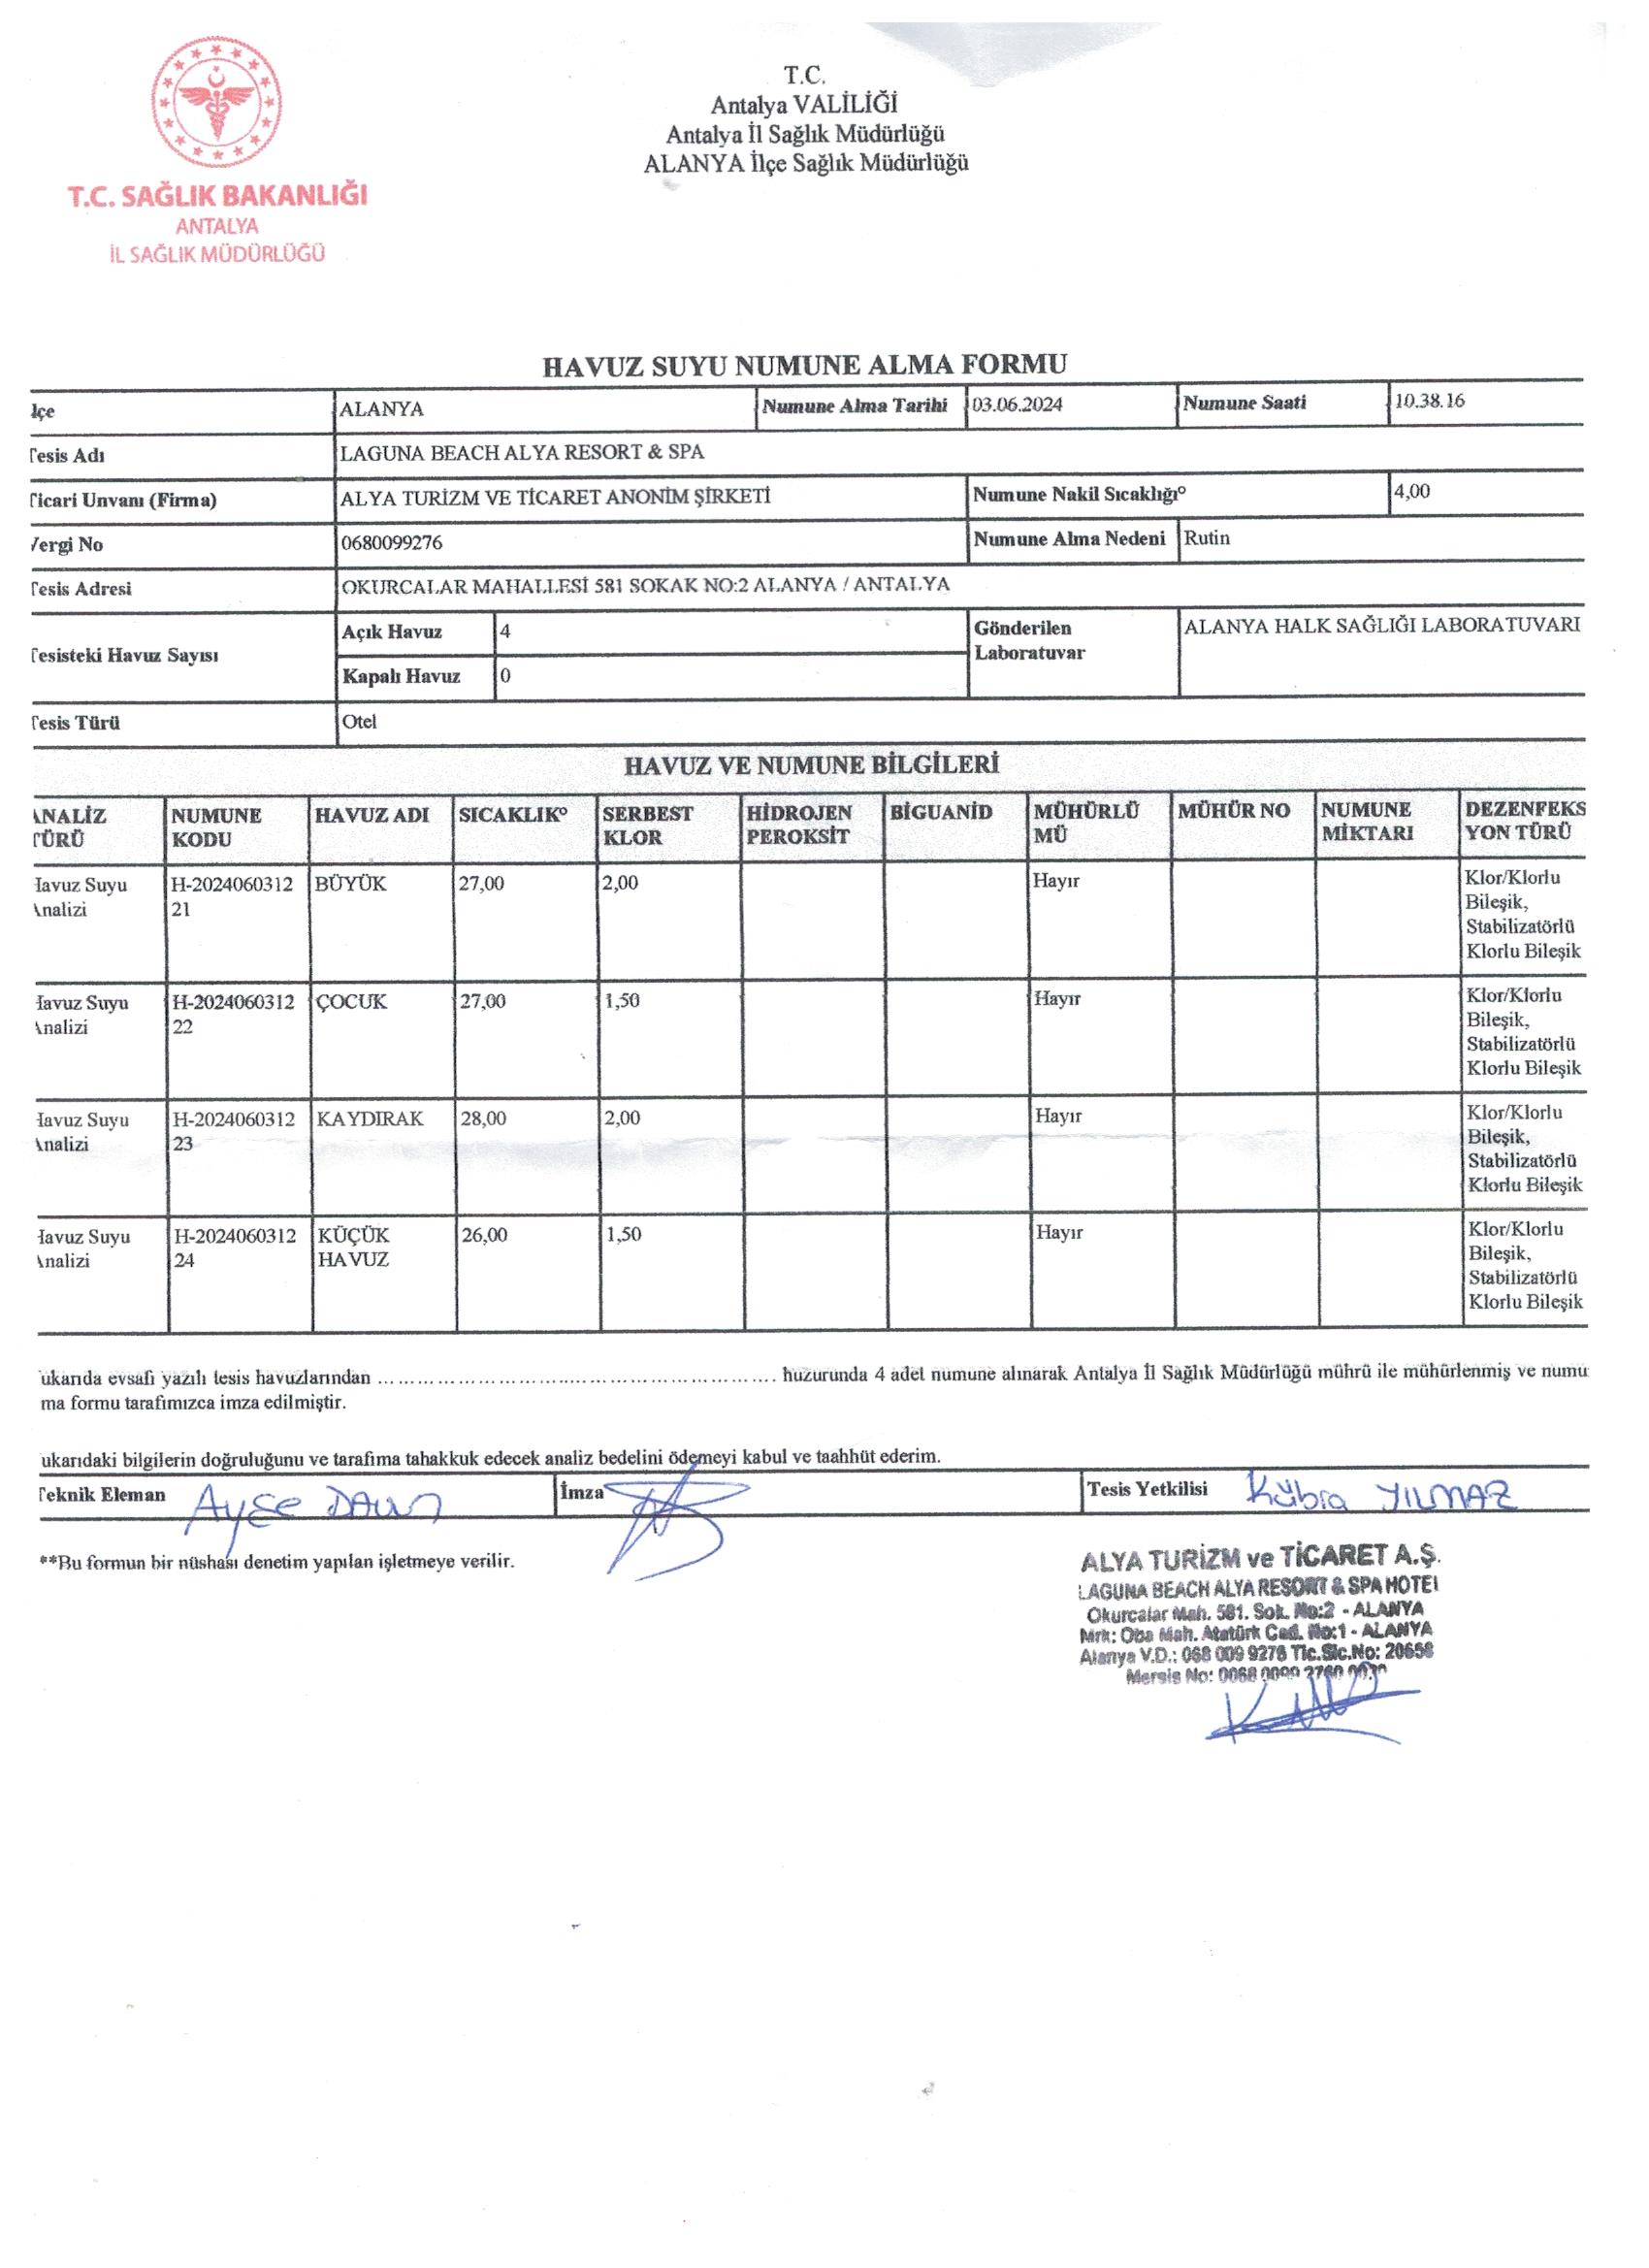 T.C. SAĞLIK BAKANLIĞI
ANTALYA
İL SAĞLIK MÜDÜRLÜĞÜ
T.C.
Antalya VALİLİĞİ
Antalya İl Sağlık Müdürlüğü
ALANYA İlçe Sağlık Müdürlüğü
HAVUZ SUYU NUMUNE ALMA FORMU
lçe ALANYA Numune Alma Tarihi 03.06.2024 Numune Saati 10.38.16
Tesis Adı LAGUNA BEACH ALYA RESORT & SPA
Ticari Unvanı (Firma) ALYA TURİZM VE TİCARET ANONİM ŞİRKETİ Numune Nakil Sıcaklığı° 4,00
Vergi No 0680099276 Numune Alma Nedeni Rutin
Tesis Adresi OKURCALAR MAHALLESİ 581 SOKAK NO:2 ALANYA / ANTALYA
Tesisteki Havuz Sayısı Açık Havuz 4 Gönderilen Laboratuvar ALANYA HALK SAĞLIĞI LABORATUVARI
Kapalı Havuz 0
Tesis Türü Otel
HAVUZ VE NUMUNE BİLGİLERİ
ANALİZ TÜRÜ NUMUNE KODU HAVUZ ADI SICAKLIK° SERBEST KLOR HİDROJEN PEROKSİT BİGUANİD MÜHÜRLÜ MÜ MÜHÜR NO NUMUNE MİKTARI DEZENFEKS YON TÜRÜ
Havuz Suyu Analizi H-2024060312 21 BÜYÜK 27,00 2,00 Hayır Klor/Klorlu Bileşik, Stabilizatörlü Klorlu Bileşik
Havuz Suyu Analizi H-2024060312 22 ÇOCUK 27,00 1,50 Hayır Klor/Klorlu Bileşik, Stabilizatörlü Klorlu Bileşik
Havuz Suyu Analizi H-2024060312 23 KAYDIRAK 28,00 2,00 Hayır Klor/Klorlu Bileşik, Stabilizatörlü Klorlu Bileşik
Havuz Suyu Analizi H-2024060312 24 KÜÇÜK HAVUZ 26,00 1,50 Hayır Klor/Klorlu Bileşik, Stabilizatörlü Klorlu Bileşik
ukarıda evsafı yazılı tesis havuzlarından ................................................................ huzurunda 4 adet numune alınarak Antalya İl Sağlık Müdürlüğü mührü ile mühürlenmiş ve numu
ma formu tarafımızca imza edilmiştir.
ukarıdaki bilgilerin doğruluğunu ve tarafıma tahakkuk edecek analiz bedelini ödemeyi kabul ve taahhüt ederim.
Teknik Eleman Ayşe İmza Tesis Yetkilisi Kübra YILMAZ
**Bu formun bir nüshası denetim yapılan işletmeye verilir.
ALYA TURİZM ve TİCARET A.Ş.
LAGUNA BEACH ALYA RESORT & SPA HOTEl
Okurcalar Mah. 581. Sok. No:2 - ALANYA
Mrk: Oba Mah. Atatürk Cad. No:1 - ALANYA
Alanya V.D.: 068 009 9276 Tic.Sic.No: 20656
Mersis No: 0068 0099 2760